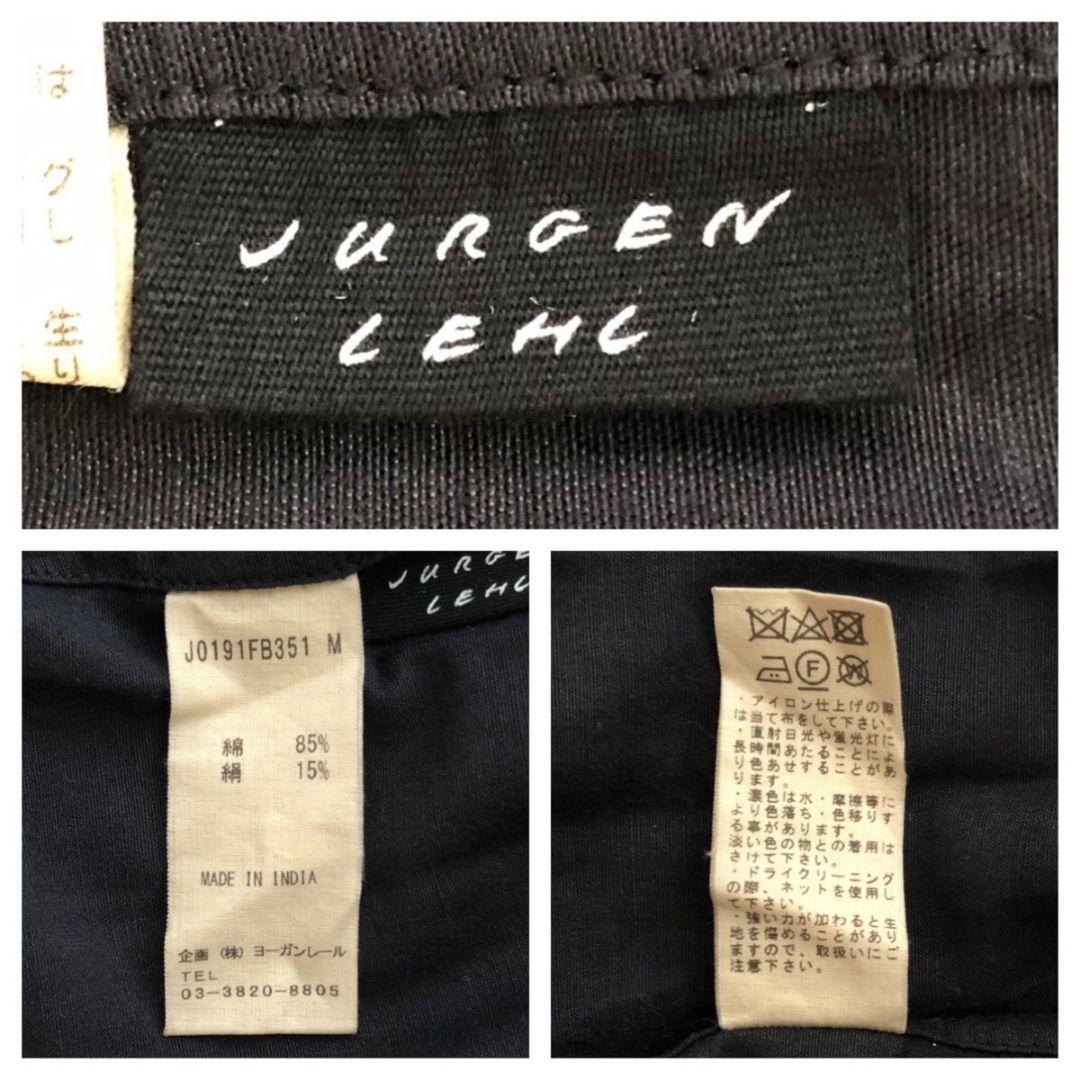 は
グ
し
生
り
JURGEN
LEHL
JURGE
LEHL
J0191FB351 M
綿 85%
絹 15%
MADE IN INDIA
企画 (株) ヨーガンレール
TEL
03-3820-8805
F
W
・アイロン仕上げの際
は当て布をして下さい。
・直射日光や蛍光灯に
長時間あたることによ
り色あせすることがあ
ります。
・濃色は水・摩擦等に
より色落ち・色移りす
る事があります。
淡い色の物との着用は
さけて下さい。
・ドライクリーニング
の際、ネットを使用し
て下さい。
・強い力が加わると生
地を傷めることがあり
ますので、取扱いにご
注意下さい。